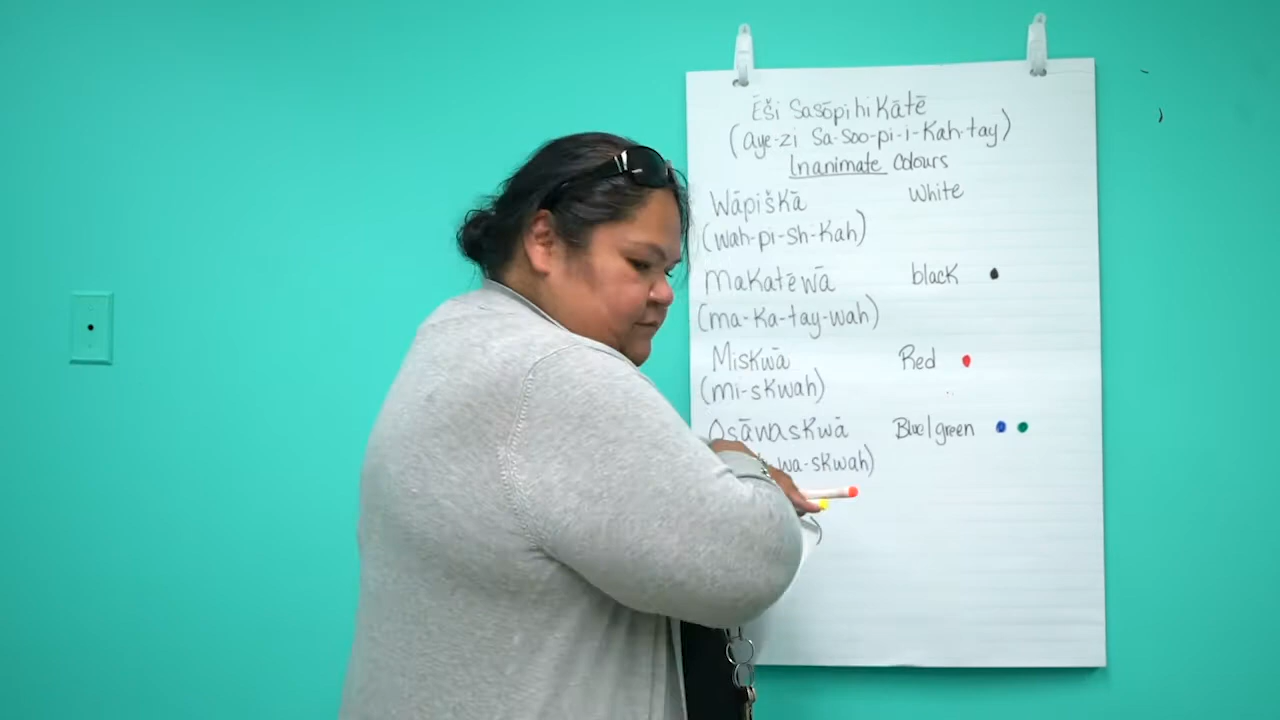 Ēši Sasōpihikātē
(aye-zi sa-soo-pi-i-kah-tay)
Inanimate Colours
Wāpiškā White
(wah-pi-sh-kah)
Makatēwā black
(ma-ka-tay-wah)
Miskwā Red
(mi-skwah)
Osāwaskwā Blue/green
wa-skwah)